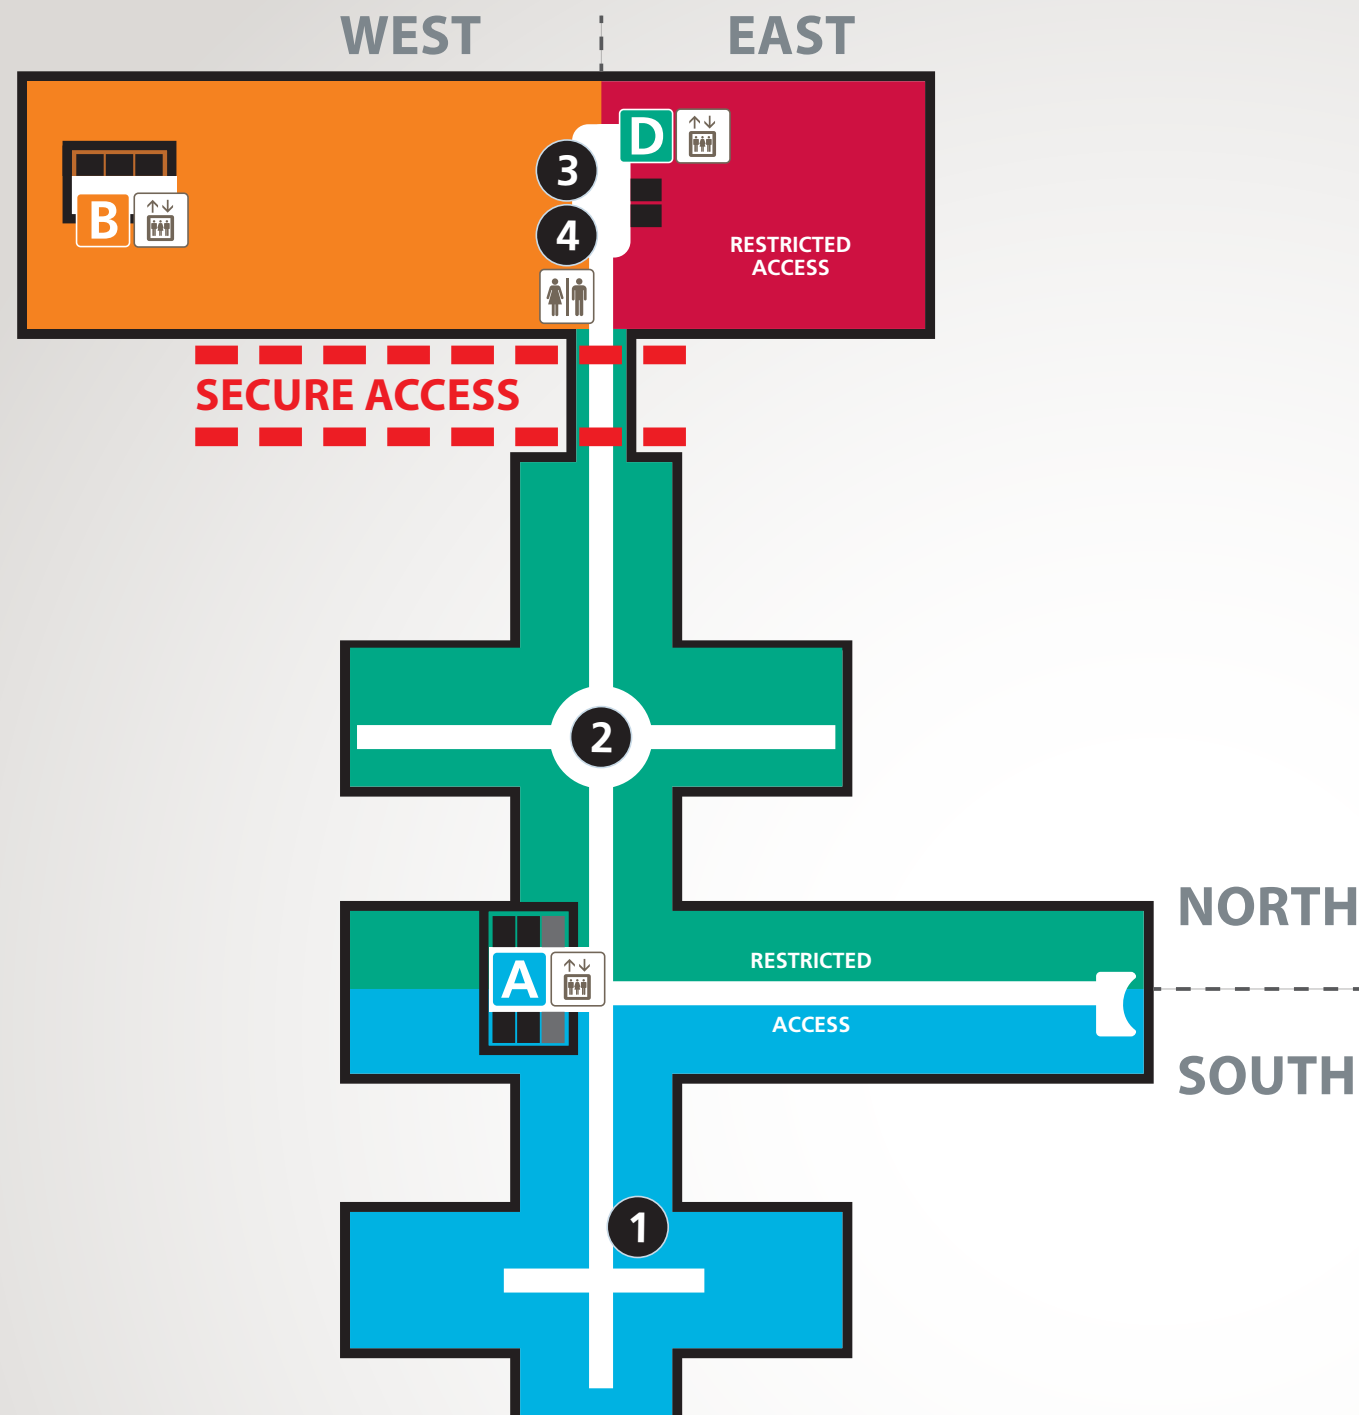 WEST
EAST
D
3
B
4
RESTRICTED
ACCESS
SECURE ACCESS
2
NORTH
RESTRICTED
A
ACCESS
SOUTH
1